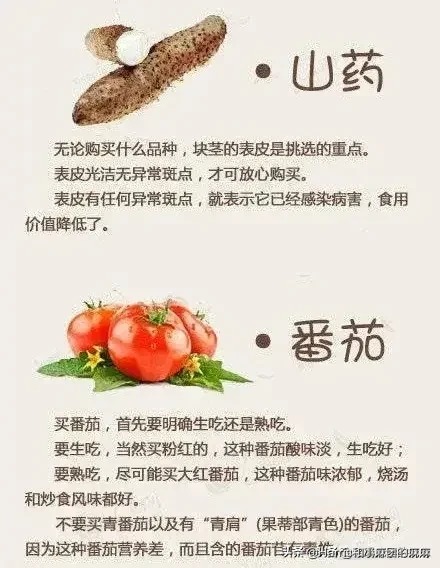 • 山药
无论购买什么品种，块茎的表皮是挑选的重点。
表皮光洁无异常斑点，才可放心购买。
表皮有任何异常斑点，就表示它已经感染病害，食用
价值降低了。
• 番茄
买番茄，首先要明确生吃还是熟吃。
要生吃，当然买粉红的，这种番茄酸味淡，生吃好；
要熟吃，尽可能买大红番茄，这种番茄味浓郁，烧汤
和炒食风味都好。
不要买青番茄以及有“青肩”(果蒂部青色)的番茄，
因为这种番茄营养差，而且含的番茄苷有毒性
头条